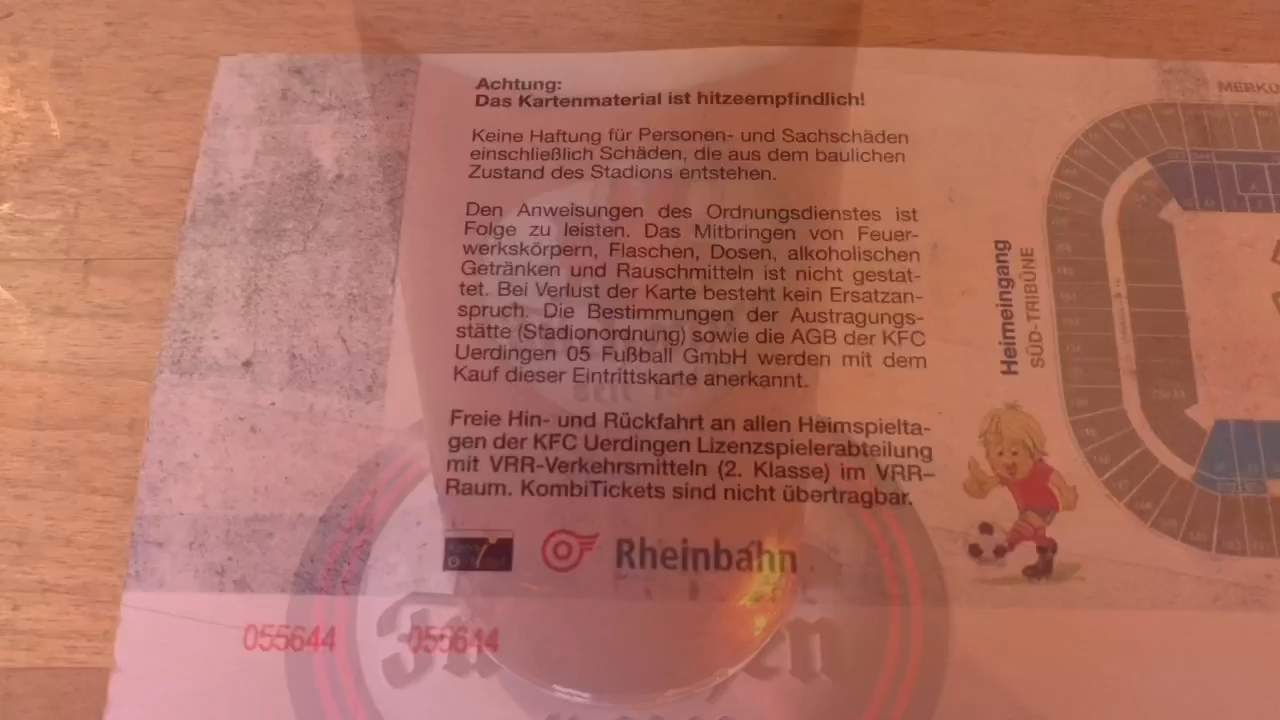 Achtung:
Das Kartenmaterial ist hitzeempfindlich!
Keine Haftung für Personen- und Sachschäden
einschließlich Schäden, die aus dem baulichen
Zustand des Stadions entstehen.
Den Anweisungen des Ordnungsdienstes ist
Folge zu leisten. Das Mitbringen von Feuer-
werkskörpern, Flaschen, Dosen, alkoholischen
Getränken und Rauschmitteln ist nicht gestat-
tet. Bei Verlust der Karte besteht kein Ersatzan-
spruch. Die Bestimmungen der Austragungs-
stätte (Stadionordnung) sowie die AGB der KFC
Uerdingen 05 Fußball GmbH werden mit dem
Kauf dieser Eintrittskarte anerkannt.
Freie Hin- und Rückfahrt an allen Heimspielta-
gen der KFC Uerdingen Lizenzspielerabteilung
mit VRR-Verkehrsmitteln (2. Klasse) im VRR-
Raum. KombiTickets sind nicht übertragbar.
Rheinbahn
055644 055644
Heimeingang
SÜD-TRIBÜNE